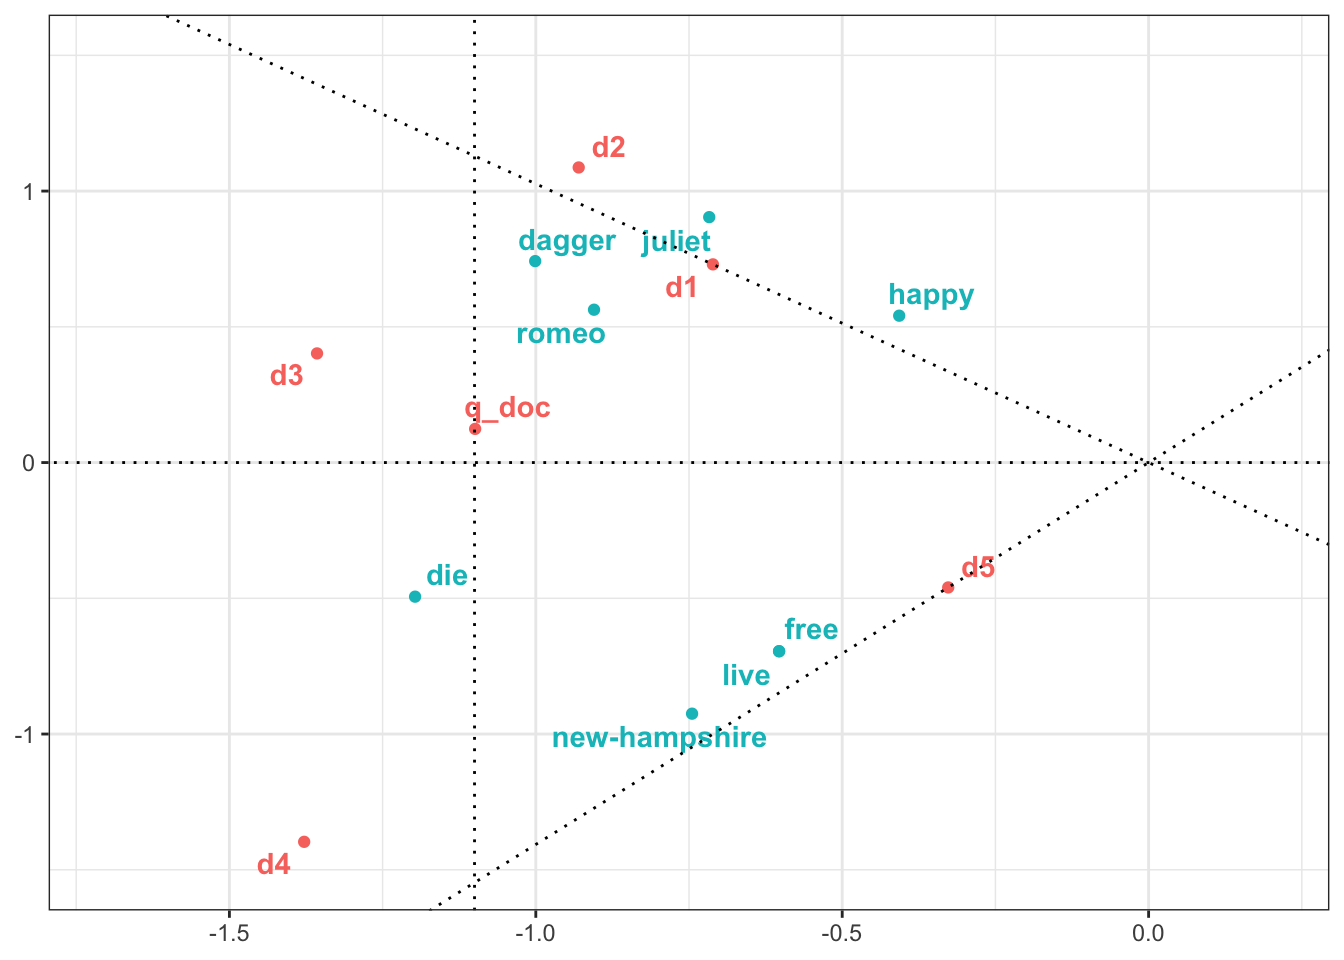 d2
1
dagger
juliet
d1
happy
romeo
d3
q_doc
0
die
d5
free
live
new-hampshire
-1
d4
-1.5
-1.0
-0.5
0.0